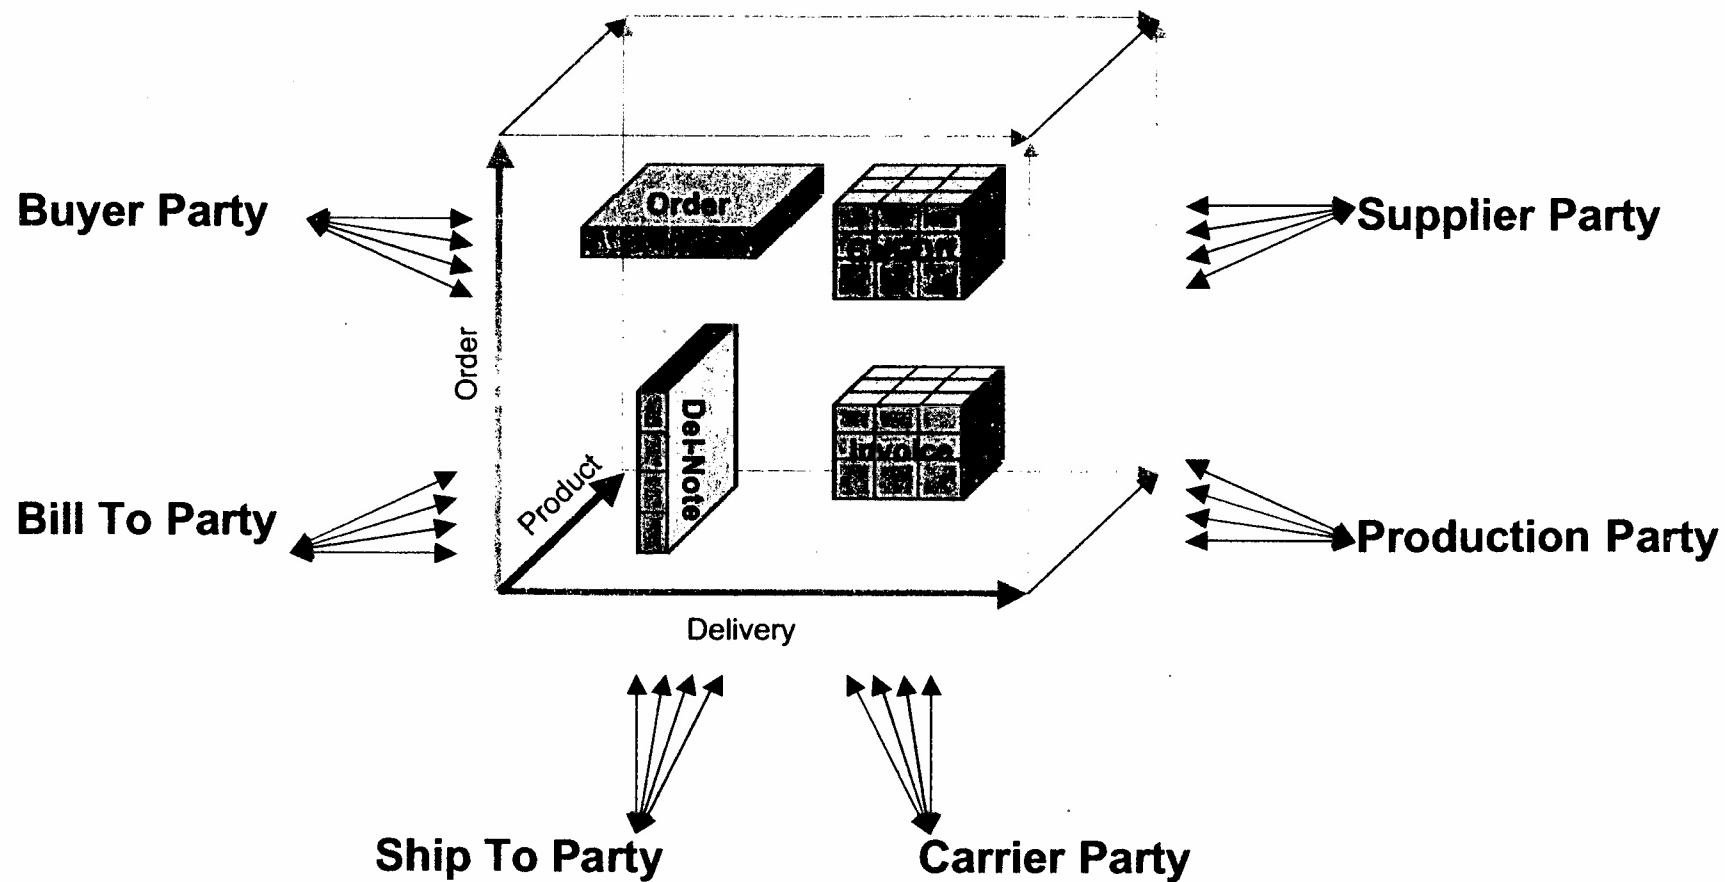 Order
Buyer Party
Supplier Party
Order
Del-Note
Invoice
Product
Bill To Party
Production Party
Delivery
Ship To Party
Carrier Party